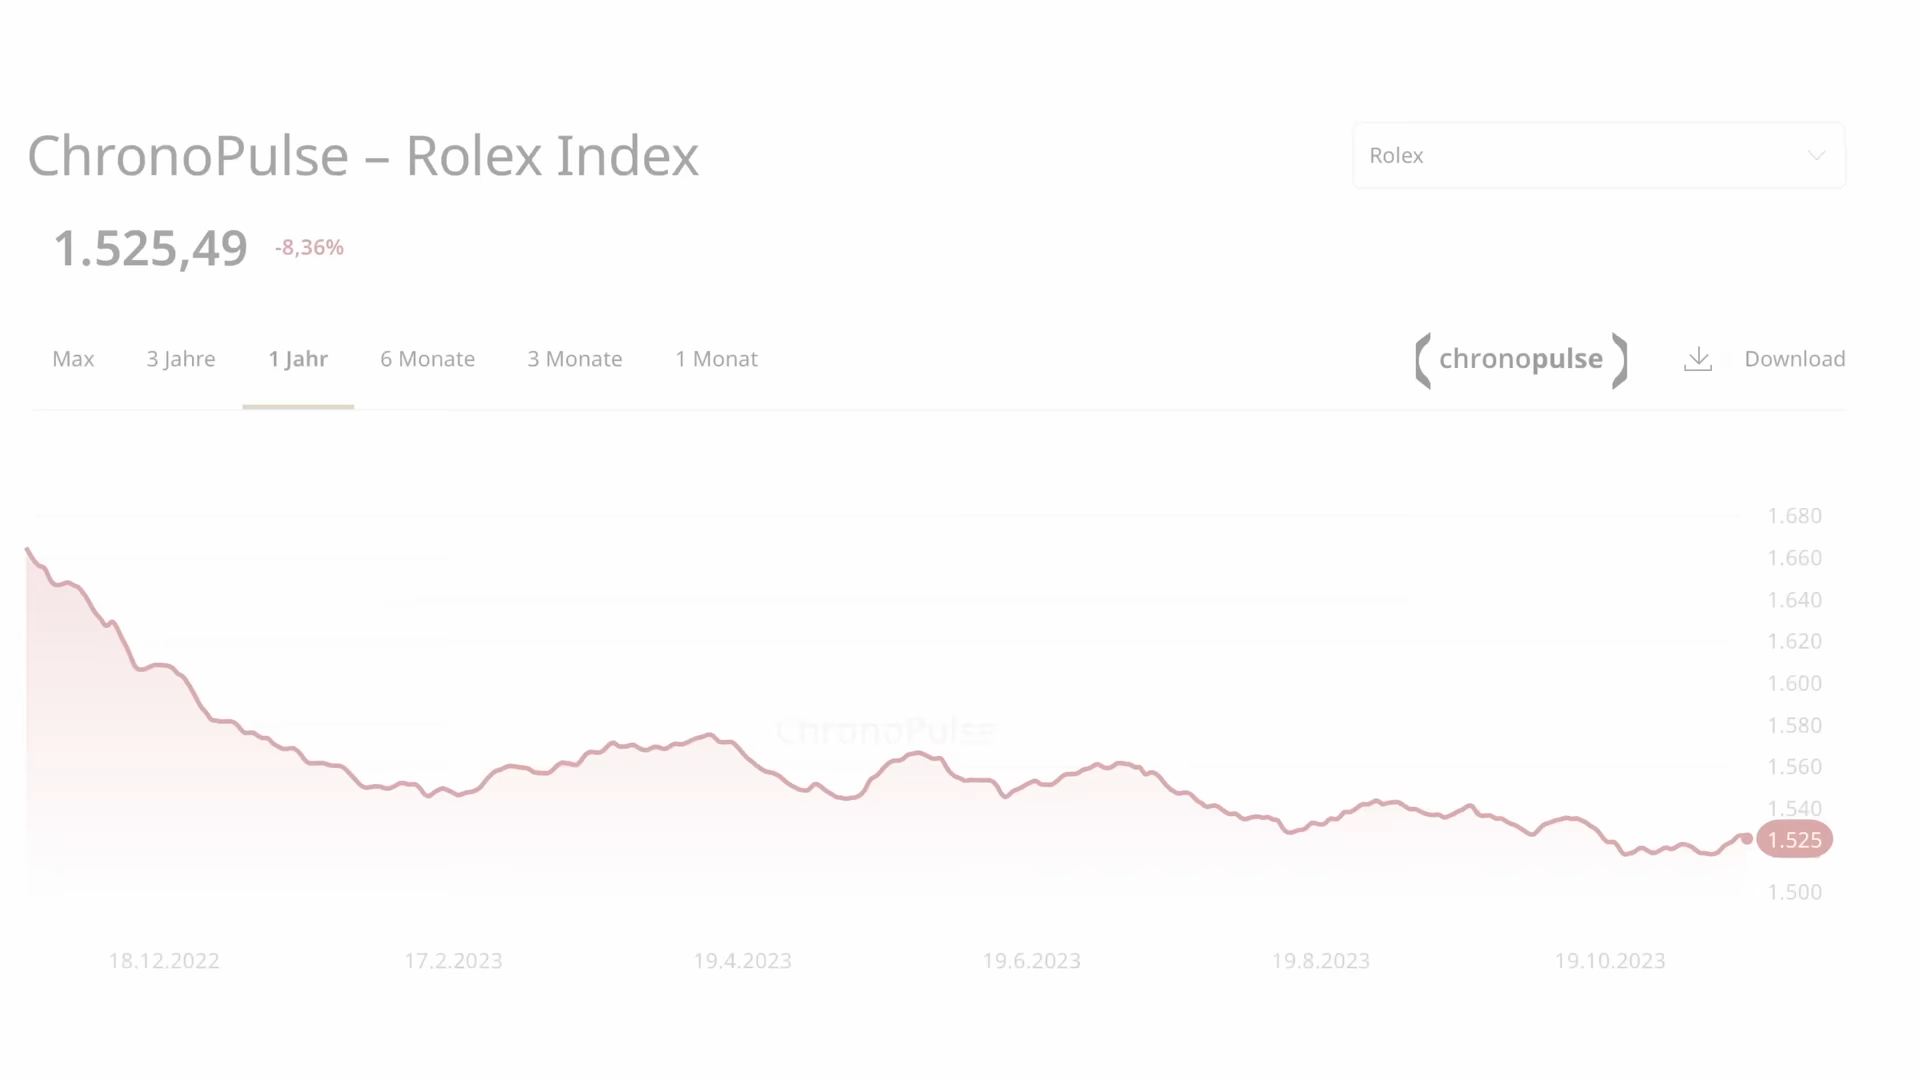 ChronoPulse – Rolex Index
Rolex
1.525,49 -8,36%
Max 3 Jahre 1 Jahr 6 Monate 3 Monate 1 Monat
chronopulse
Download
1.680
1.660
1.640
1.620
1.600
ChronoPulse
1.580
1.560
1.540
1.525
1.500
18.12.2022 17.2.2023 19.4.2023 19.6.2023 19.8.2023 19.10.2023